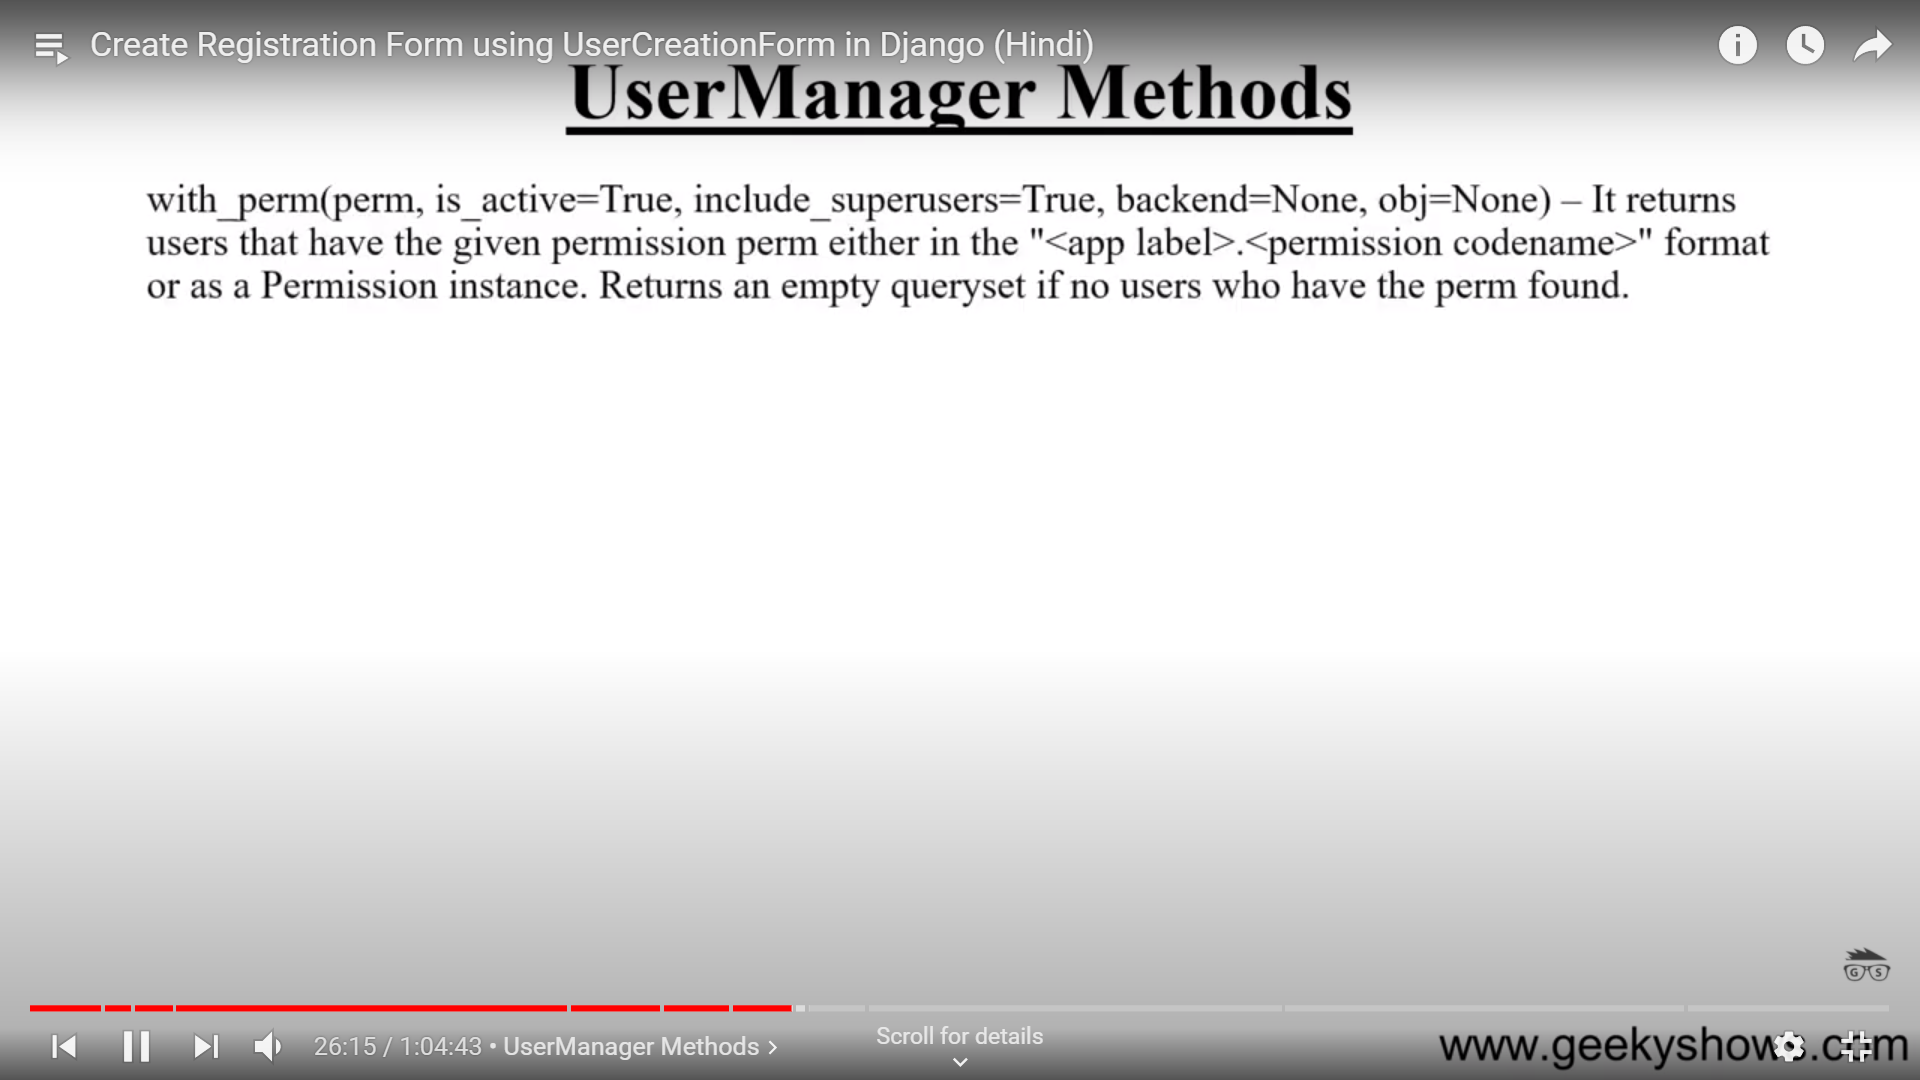 Create Registration Form using UserCreationForm in Django (Hindi)
UserManager Methods
with_perm(perm, is_active=True, include_superusers=True, backend=None, obj=None) – It returns
users that have the given permission perm either in the "<app label>.<permission codename>" format
or as a Permission instance. Returns an empty queryset if no users who have the perm found.
G S
26:15 / 1:04:43 • UserManager Methods >
Scroll for details
www.geekyshows.com